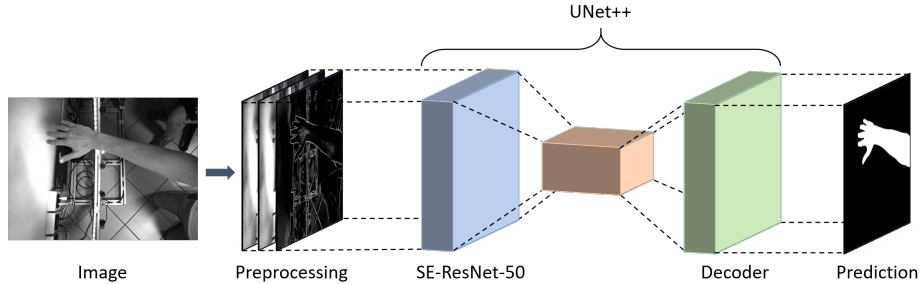 UNet++
Image
Preprocessing
SE-ResNet-50
Decoder
Prediction